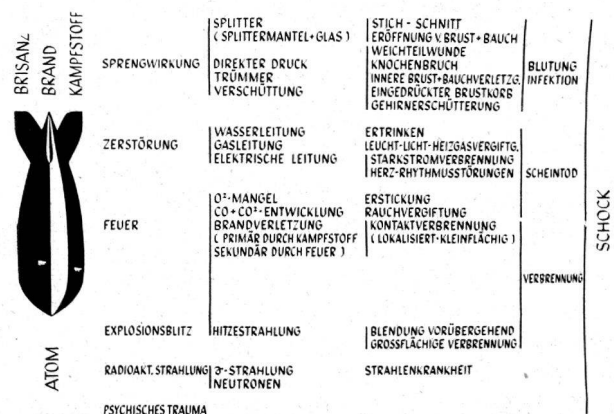 BRISANZ
BRAND
KAMPFSTOFF
SPRENGWIRKUNG
SPLITTER
(SPLITTERMANTEL+GLAS)
DIREKTER DRUCK
TRÜMMER
VERSCHÜTTUNG
STICH - SCHNITT
ERÖFFNUNG V. BRUST+BAUCH
WEICHTEILWUNDE
KNOCHENBRUCH
INNERE BRUST+BAUCHVERLETZG.
EINGEDRÜCKTER BRUSTKORB
GEHIRNERSCHÜTTERUNG
BLUTUNG
INFEKTION
ZERSTÖRUNG
WASSERLEITUNG
GASLEITUNG
ELEKTRISCHE LEITUNG
ERTRINKEN
LEUCHT-LICHT-HEIZGASVERGIFTG.
STARKSTROMVERBRENNUNG
HERZ-RHYTHMUSSTÖRUNGEN
SCHEINTOD
FEUER
O²-MANGEL
CO+CO²-ENTWICKLUNG
BRANDVERLETZUNG
(PRIMÄR DURCH KAMPFSTOFF
SEKUNDÄR DURCH FEUER)
ERSTICKUNG
RAUCHVERGIFTUNG
KONTAKTVERBRENNUNG
(LOKALISIERT-KLEINFLÄCHIG)
VERBRENNUNG
SCHOCK
EXPLOSIONSBLITZ
HITZESTRAHLUNG
BLENDUNG VORÜBERGEHEND
GROSSFLÄCHIGE VERBRENNUNG
ATOM
RADIOAKT. STRAHLUNG
γ-STRAHLUNG
NEUTRONEN
STRAHLENKRANKHEIT
PSYCHISCHES TRAUMA